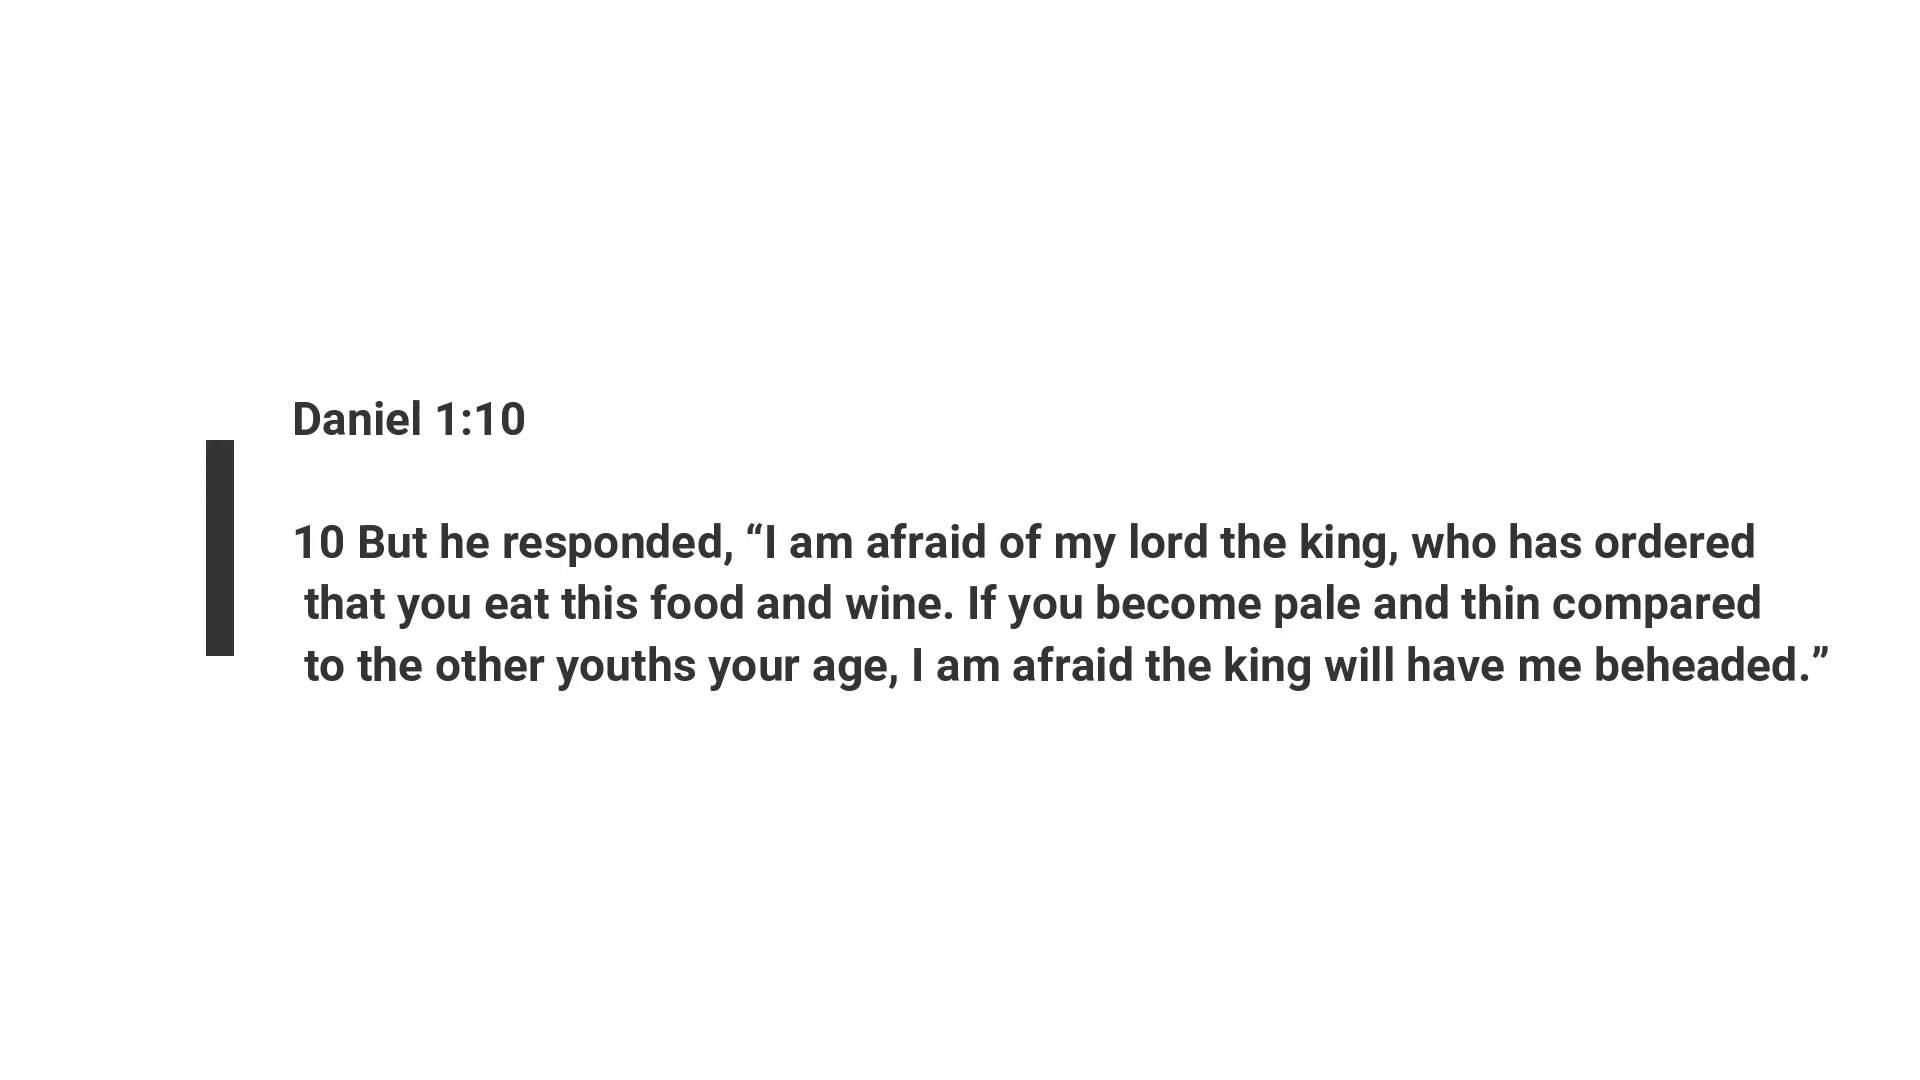 Daniel 1:10
10 But he responded, “I am afraid of my lord the king, who has ordered
that you eat this food and wine. If you become pale and thin compared
to the other youths your age, I am afraid the king will have me beheaded.”